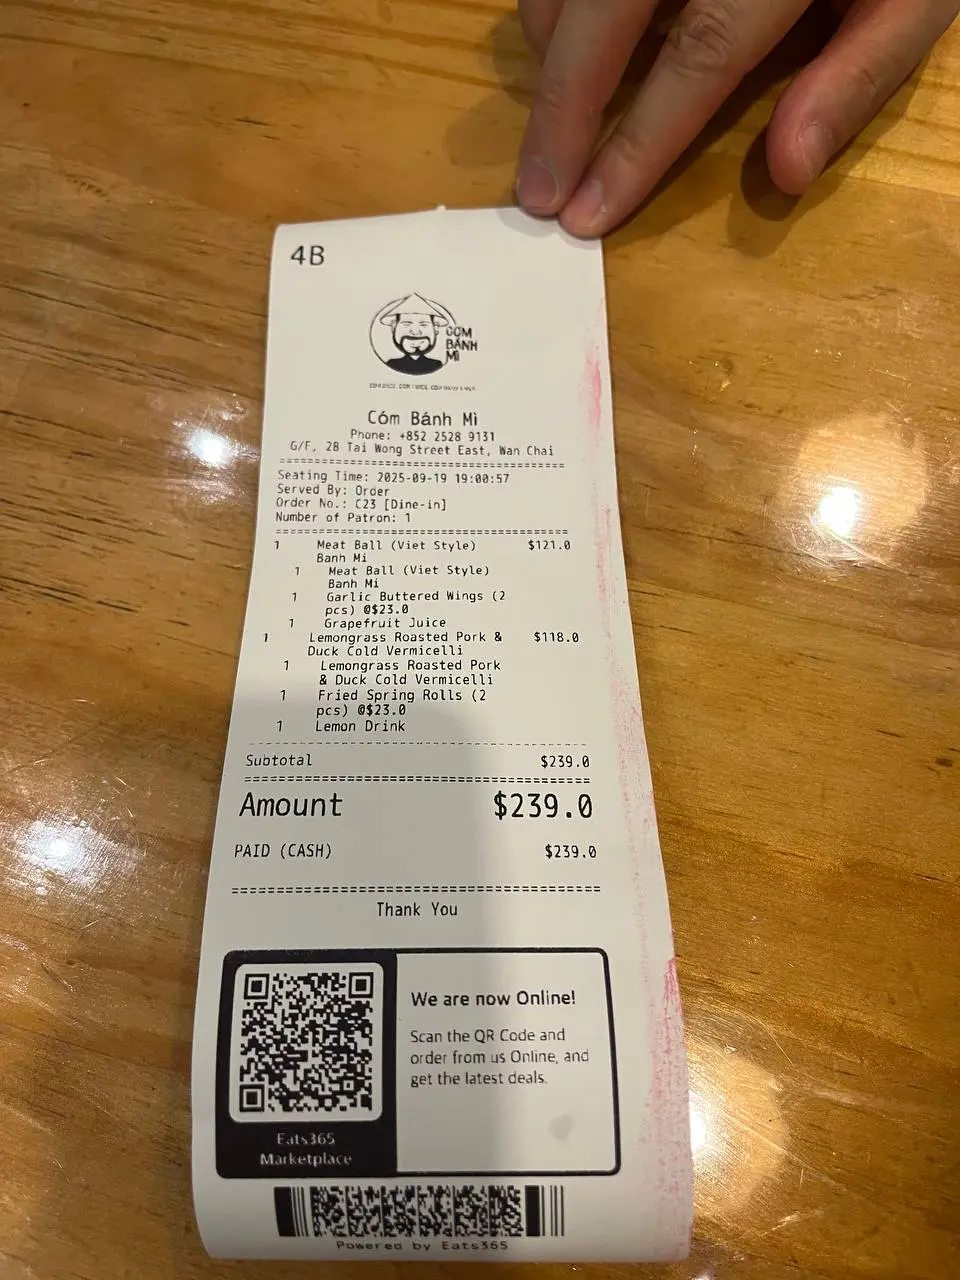 4B
CƠM
BÁNH
MÌ
Cóm Bánh Mì
Phone: +852 2528 9131
G/F, 28 Tai Wong Street East, Wan Chai
Seating Time: 2025-09-19 19:00:57
Served By: Order
Order No.: C23 [Dine-in]
Number of Patron: 1
1 Meat Ball (Viet Style) $121.0
Banh Mi
1 Meat Ball (Viet Style)
Banh Mi
1 Garlic Buttered Wings (2
pcs) @$23.0
1 Grapefruit Juice
1 Lemongrass Roasted Pork & $118.0
Duck Cold Vermicelli
1 Lemongrass Roasted Pork
& Duck Cold Vermicelli
1 Fried Spring Rolls (2
pcs) @$23.0
1 Lemon Drink
Subtotal $239.0
Amount $239.0
PAID (CASH) $239.0
Thank You
We are now Online!
Scan the QR Code and
order from us Online, and
get the latest deals.
Eats365
Marketplace
Powered by Eats365